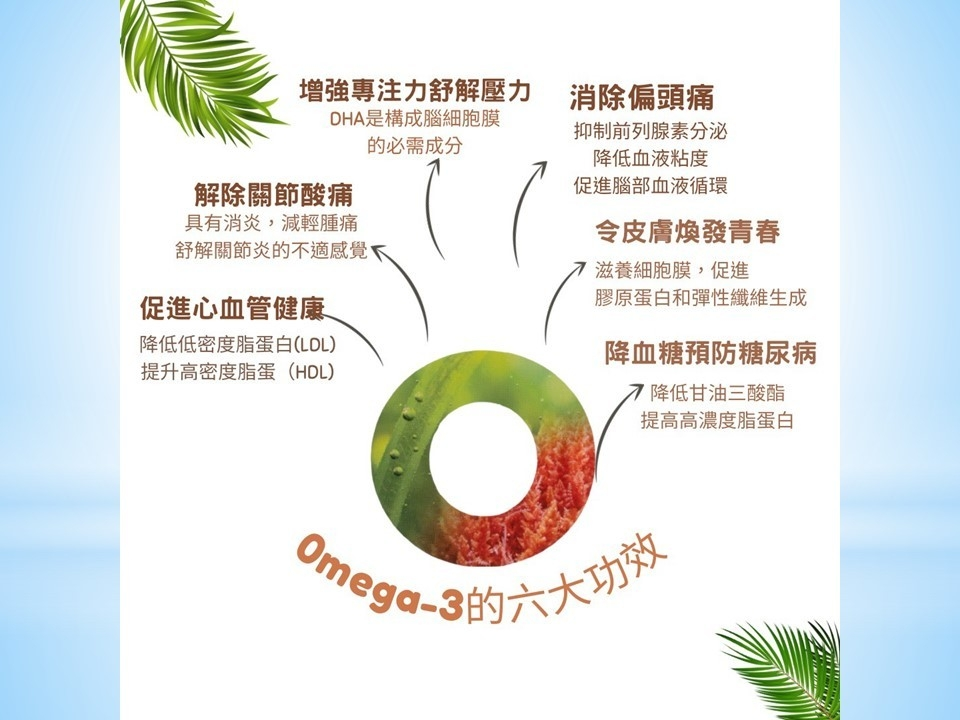 增強專注力舒解壓力
DHA是構成腦細胞膜
的必需成分
消除偏頭痛
抑制前列腺素分泌
降低血液粘度
促進腦部血液循環
解除關節酸痛
具有消炎，減輕腫痛
舒解關節炎的不適感覺
令皮膚煥發青春
滋養細胞膜，促進
膠原蛋白和彈性纖維生成
促進心血管健康
降低低密度脂蛋白(LDL)
提升高密度脂蛋（HDL）
降血糖預防糖尿病
降低甘油三酸酯
提高高濃度脂蛋白
Omega-3的六大功效